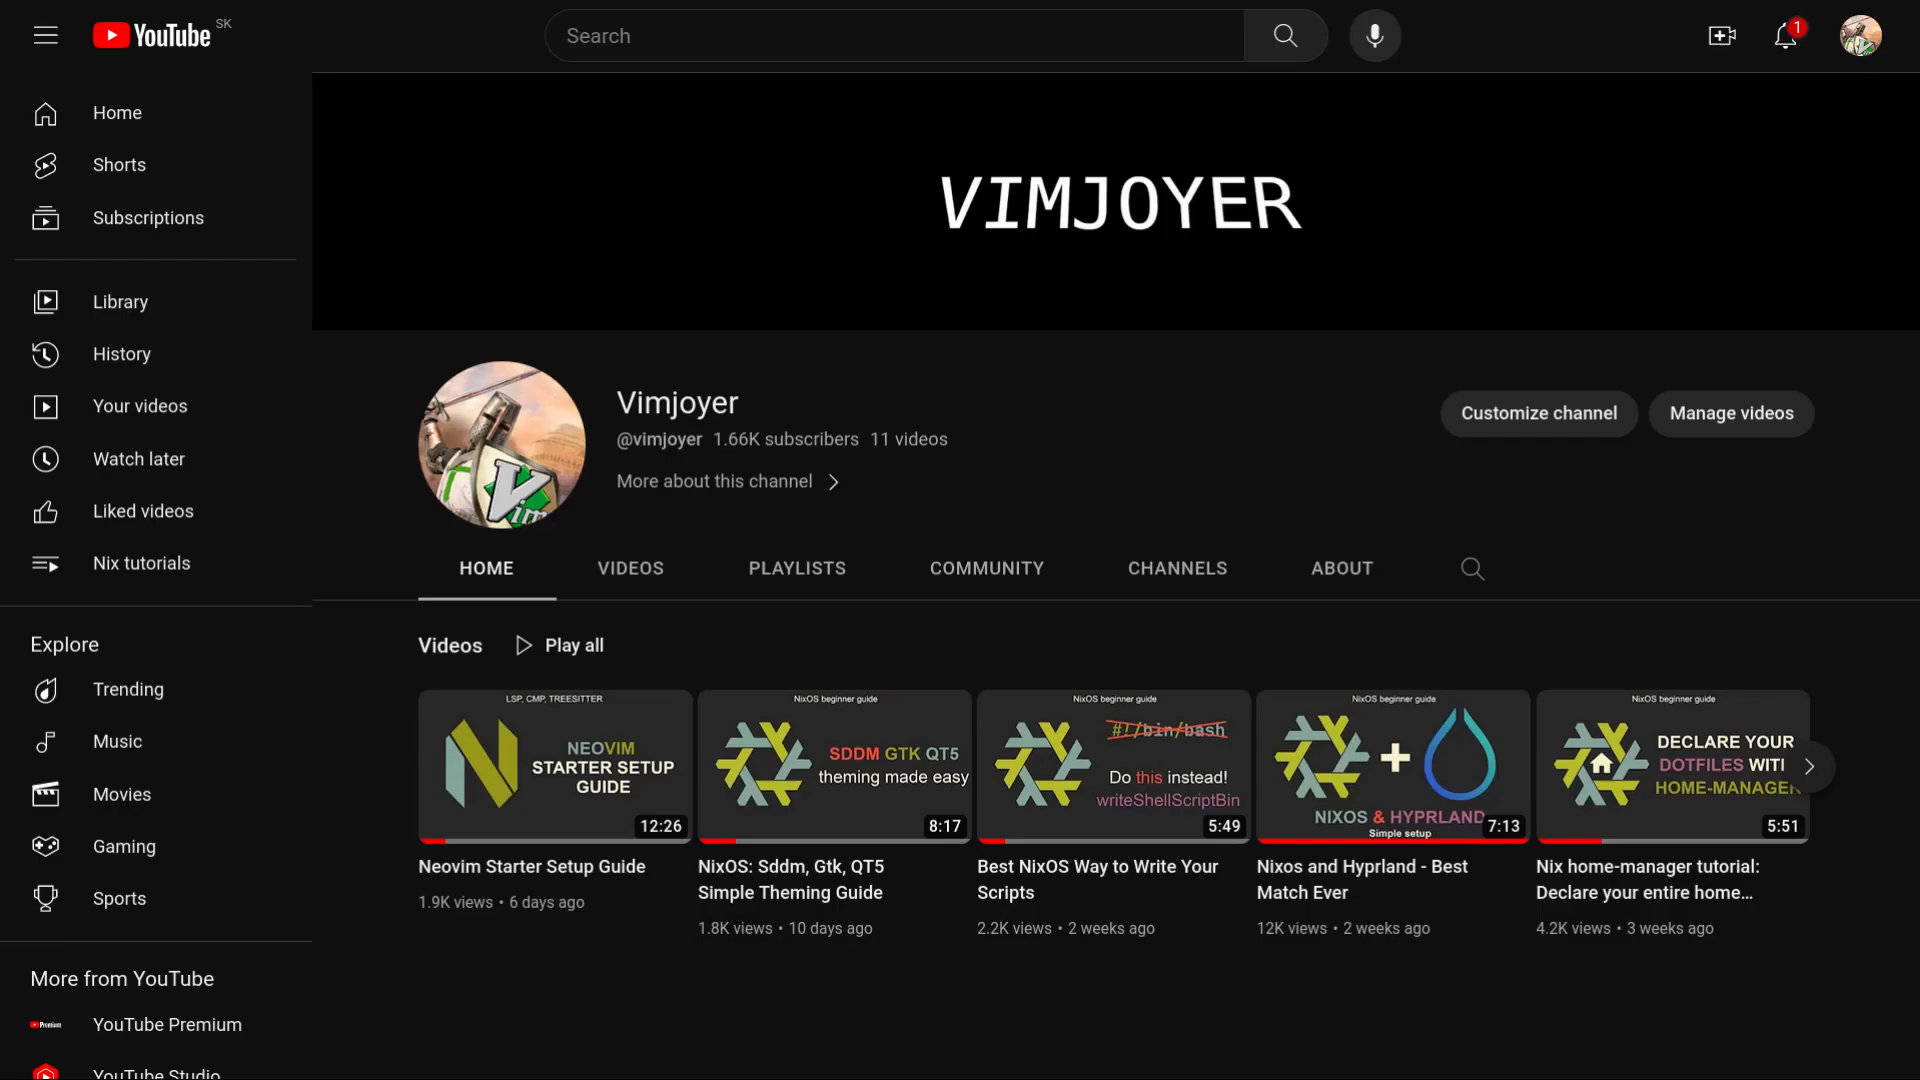 YouTube SK
Search
1
Home
Shorts
Subscriptions
Library
History
Your videos
Watch later
Liked videos
Nix tutorials
Explore
Trending
Music
Movies
Gaming
Sports
More from YouTube
Premium
YouTube Premium
YouTube Studio
VIMJOYER
Vim
Vimjoyer
@vimjoyer 1.66K subscribers 11 videos
More about this channel
Customize channel
Manage videos
HOME VIDEOS PLAYLISTS COMMUNITY CHANNELS ABOUT
Videos
Play all
LSP, CMP, TREESITTER
NEOVIM
STARTER SETUP
GUIDE
12:26
Neovim Starter Setup Guide
1.9K views • 6 days ago
NixOS beginner guide
SDDM GTK QT5
theming made easy
8:17
NixOS: Sddm, Gtk, QT5
Simple Theming Guide
1.8K views • 10 days ago
NixOS beginner guide
#!/bin/bash
Do this instead!
writeShellScriptBin
5:49
Best NixOS Way to Write Your
Scripts
2.2K views • 2 weeks ago
NixOS beginner guide
+
NIXOS & HYPRLAND
Simple setup
7:13
Nixos and Hyprland - Best
Match Ever
12K views • 2 weeks ago
NixOS beginner guide
DECLARE YOUR
DOTFILES WITH
HOME-MANAGER
5:51
Nix home-manager tutorial:
Declare your entire home...
4.2K views • 3 weeks ago